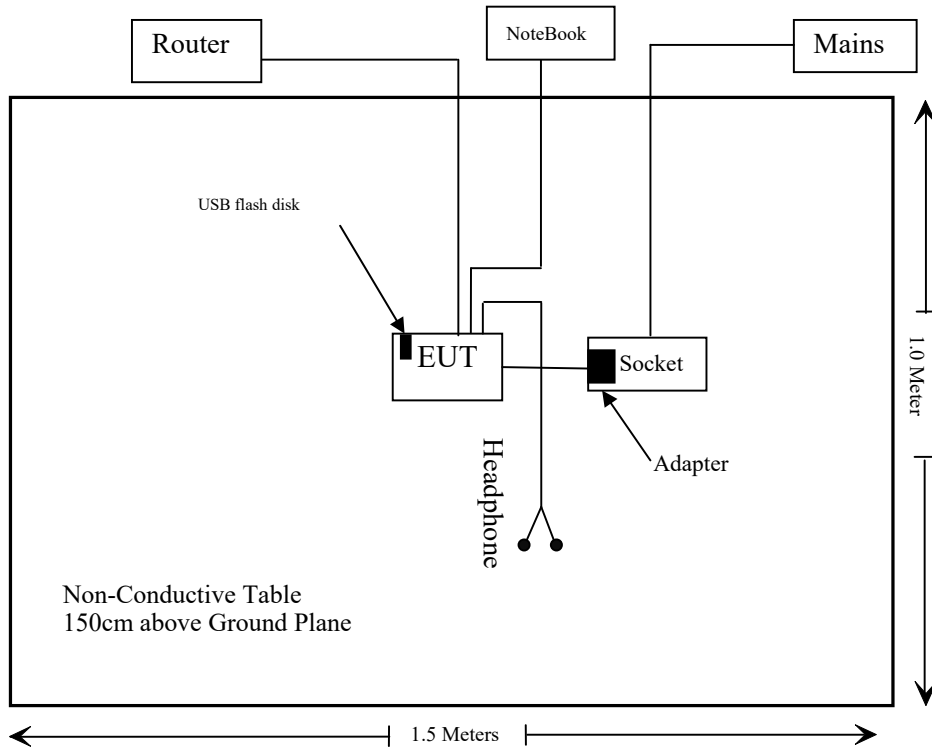 Router
NoteBook
Mains
USB flash disk
EUT
Socket
Adapter
Headphone
1.0 Meter
Non-Conductive Table
150cm above Ground Plane
1.5 Meters